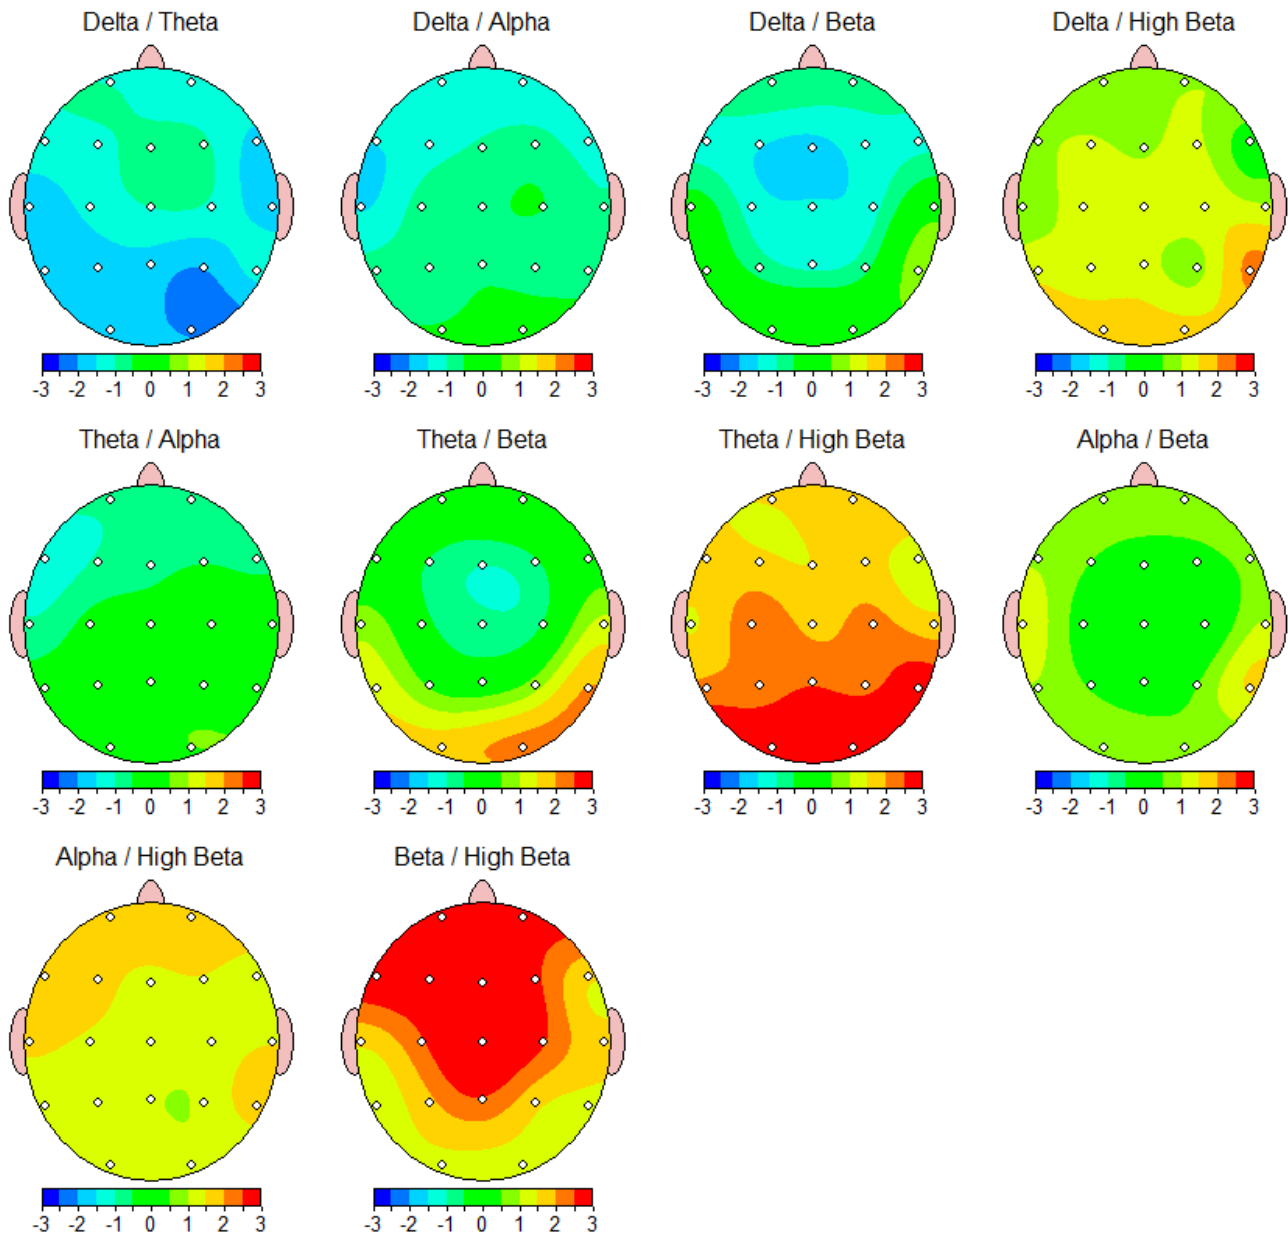 Delta / Theta
Delta / Alpha
Delta / Beta
Delta / High Beta
-3 -2 -1 0 1 2 3
-3 -2 -1 0 1 2 3
-3 -2 -1 0 1 2 3
-3 -2 -1 0 1 2 3
Theta / Alpha
Theta / Beta
Theta / High Beta
Alpha / Beta
-3 -2 -1 0 1 2 3
-3 -2 -1 0 1 2 3
-3 -2 -1 0 1 2 3
-3 -2 -1 0 1 2 3
Alpha / High Beta
Beta / High Beta
-3 -2 -1 0 1 2 3
-3 -2 -1 0 1 2 3